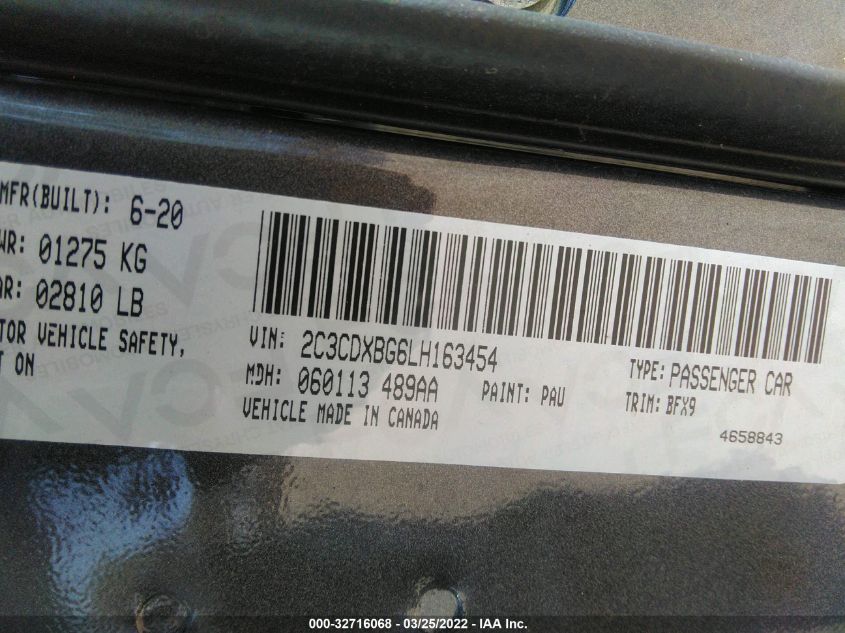 MFR(BUILT): 6-20
WR: 01275 KG
AR: 02810 LB
TOR VEHICLE SAFETY,
T ON
VIN: 2C3CDXBG6LH163454
TYPE: PASSENGER CAR
MDH: 060113 489AA
PAINT: PAU
TRIM: BFX9
VEHICLE MADE IN CANADA
4658843
000-32716068 - 03/25/2022 - IAA Inc.